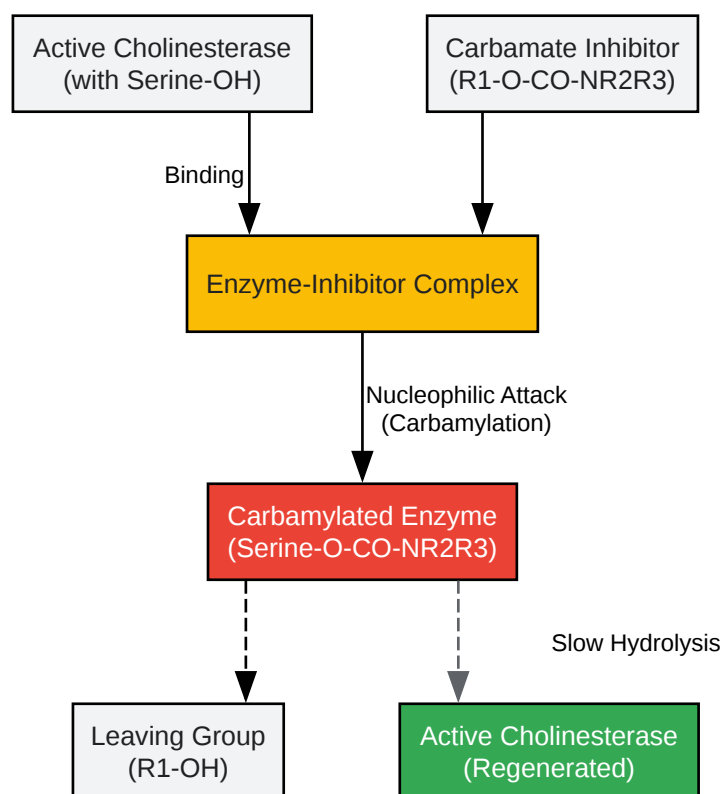 Active Cholinesterase
(with Serine-OH)
Carbamate Inhibitor
(R1-O-CO-NR2R3)
Binding
Enzyme-Inhibitor Complex
Nucleophilic Attack
(Carbamylation)
Carbamylated Enzyme
(Serine-O-CO-NR2R3)
Slow Hydrolysis
Leaving Group
(R1-OH)
Active Cholinesterase
(Regenerated)